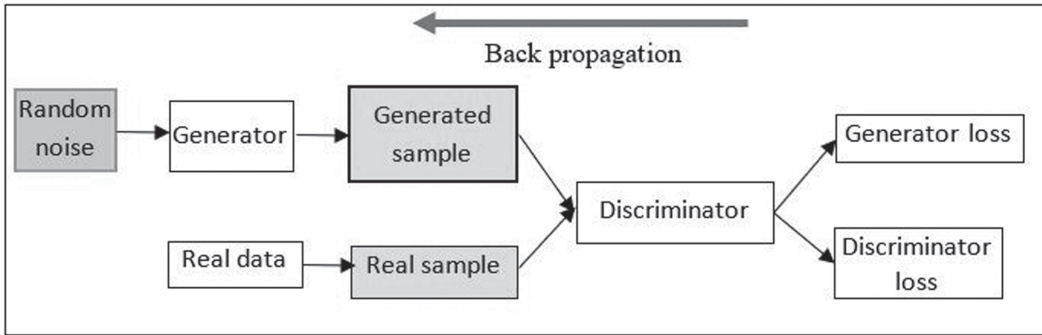 Back propagation
Random
noise
Generator
Generated
sample
Generator loss
Discriminator
Real data
Real sample
Discriminator
loss